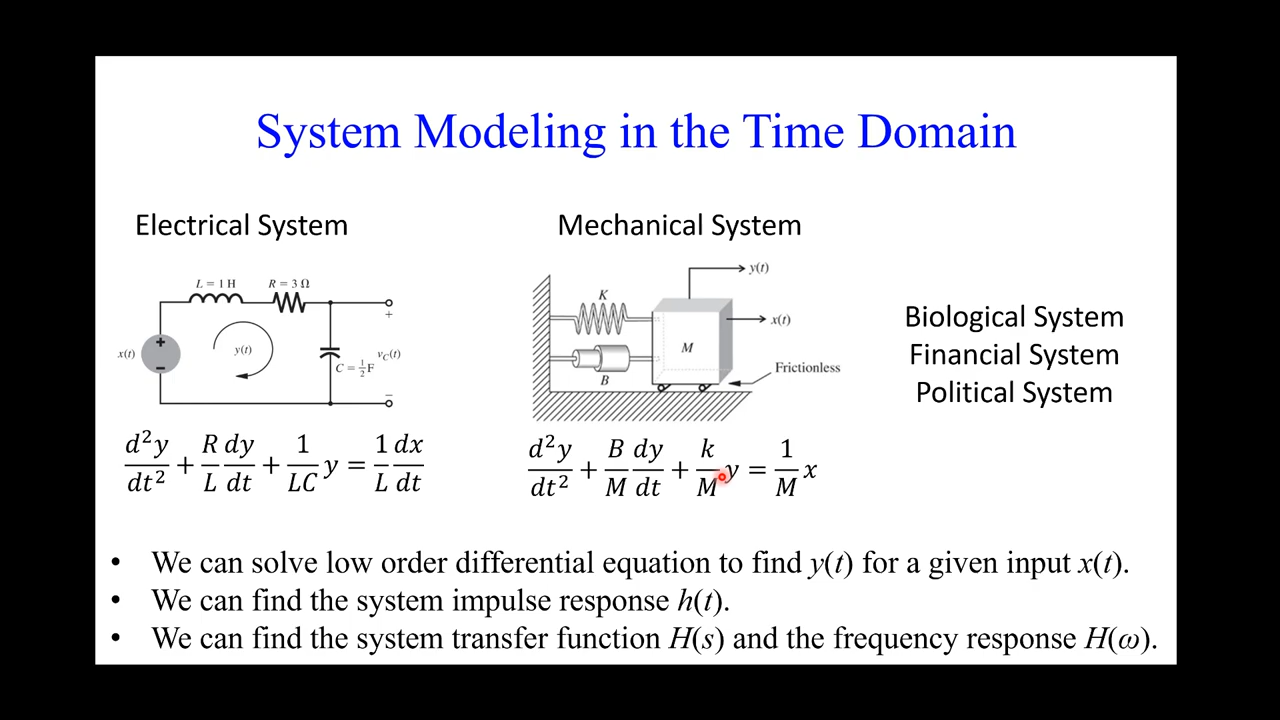 System Modeling in the Time Domain
Electrical System
L = 1 H
R = 3 Ω
x(t)
+
−
y(t)
+
v_C(t)
−
C = 1/2 F
d²y/dt² + R/L dy/dt + 1/LC y = 1/L dx/dt
Mechanical System
K
y(t)
x(t)
M
B
Frictionless
d²y/dt² + B/M dy/dt + k/M y = 1/M x
Biological System
Financial System
Political System
• We can solve low order differential equation to find y(t) for a given input x(t).
• We can find the system impulse response h(t).
• We can find the system transfer function H(s) and the frequency response H(ω).